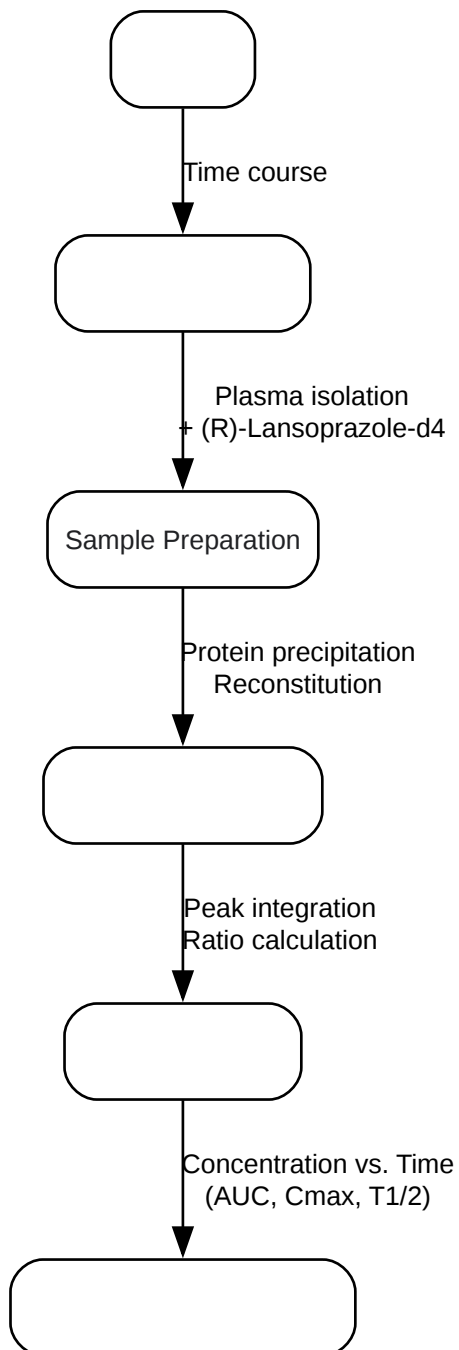 Time course
Plasma isolation
+ (R)-Lansoprazole-d4
Sample Preparation
Protein precipitation
Reconstitution
Peak integration
Ratio calculation
Concentration vs. Time
(AUC, Cmax, T1/2)